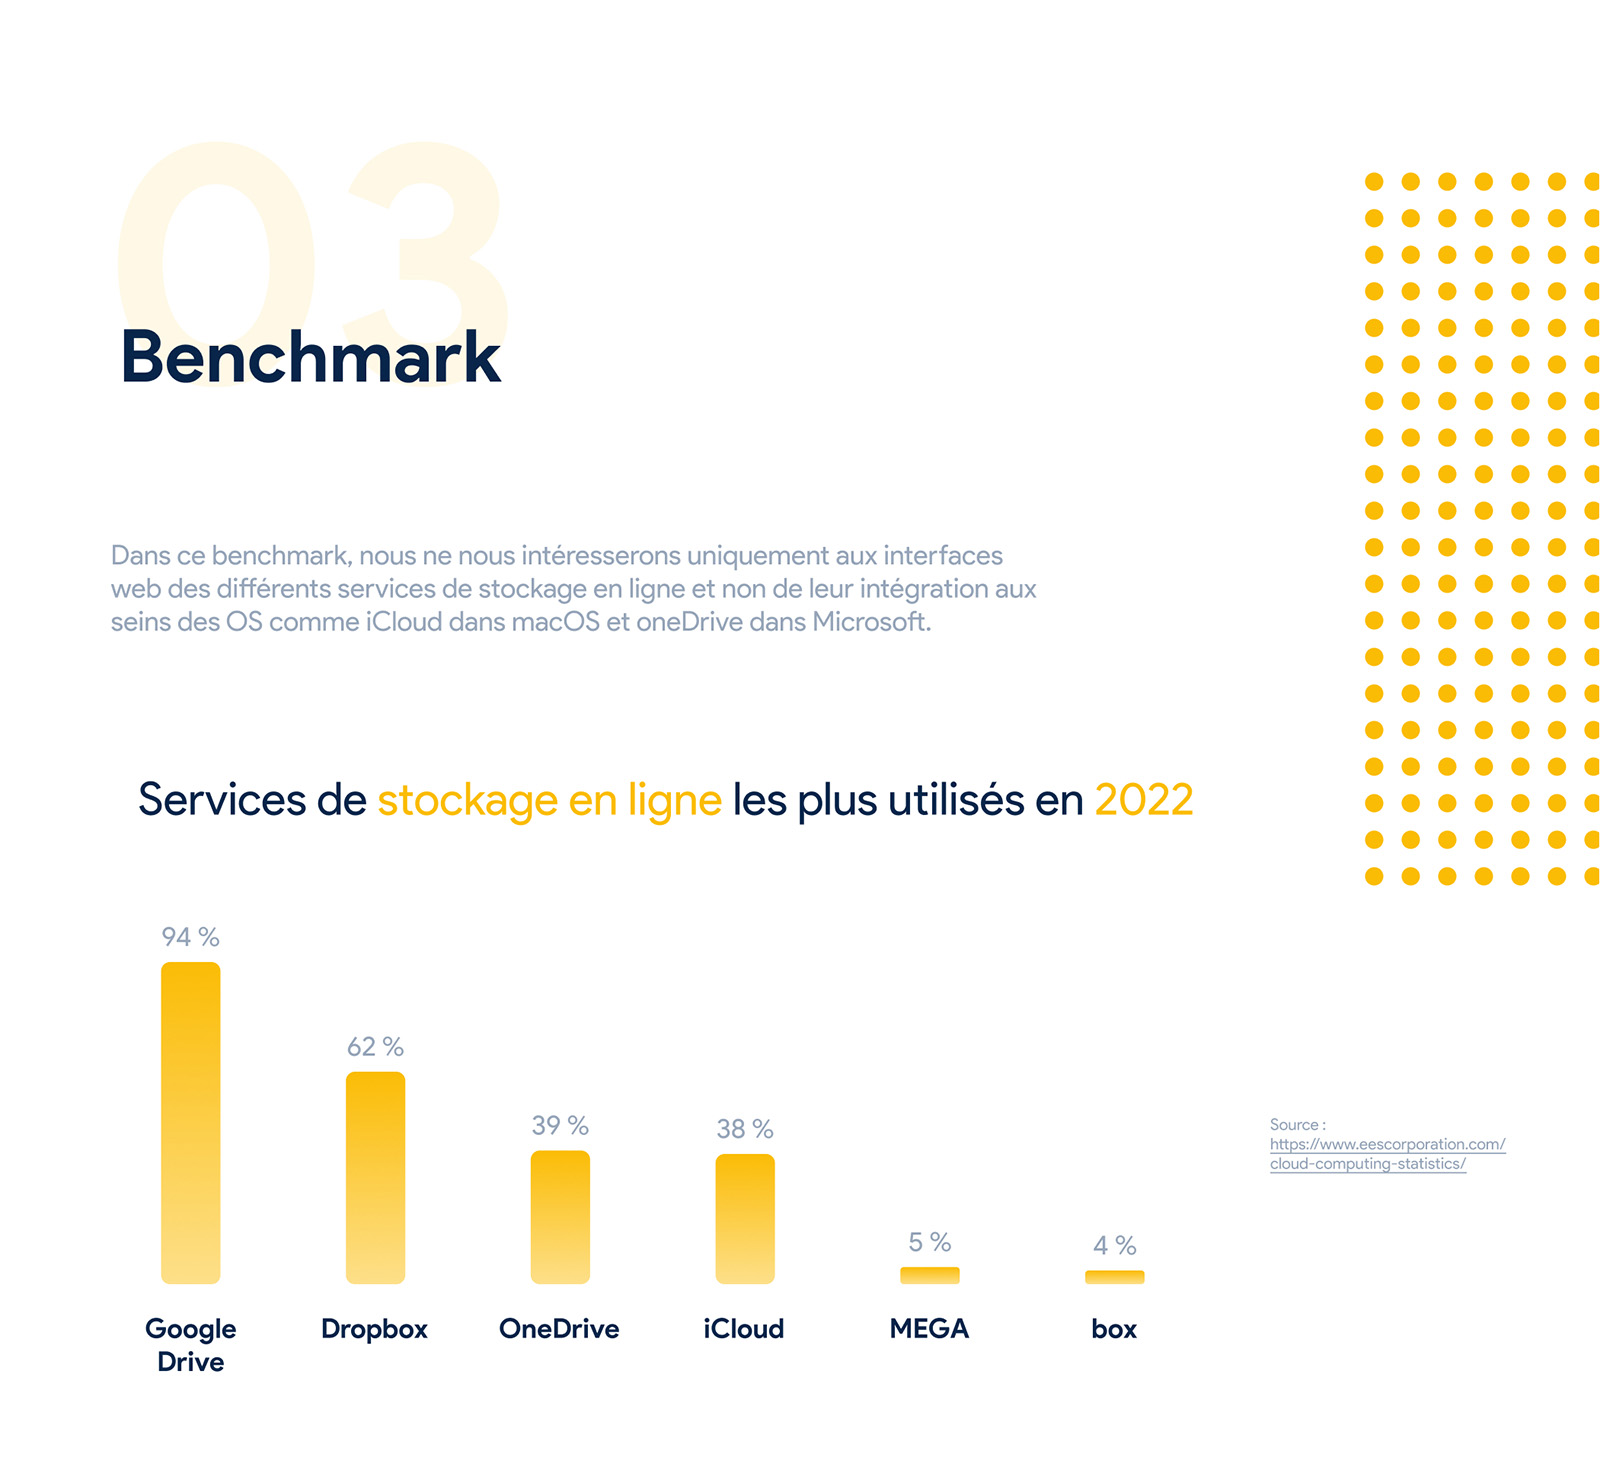 03
Benchmark
Dans ce benchmark, nous ne nous intéresserons uniquement aux interfaces
web des différents services de stockage en ligne et non de leur intégration aux
seins des OS comme iCloud dans macOS et oneDrive dans Microsoft.
Services de stockage en ligne les plus utilisés en 2022
94 %
62 %
39 %
38 %
5 %
4 %
Google
Drive
Dropbox
OneDrive
iCloud
MEGA
box
Source :
https://www.eescorporation.com/
cloud-computing-statistics/